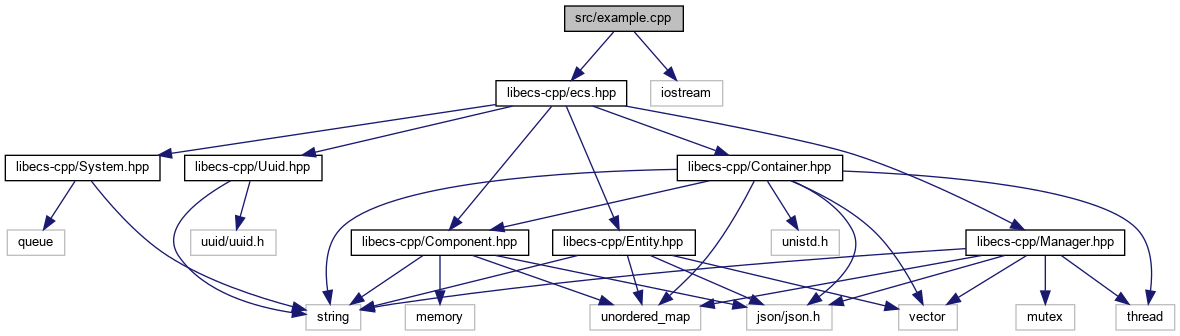 src/example.cpp
libecs-cpp/ecs.hpp
iostream
libecs-cpp/System.hpp
libecs-cpp/Uuid.hpp
libecs-cpp/Container.hpp
queue
uuid/uuid.h
libecs-cpp/Component.hpp
libecs-cpp/Entity.hpp
unistd.h
libecs-cpp/Manager.hpp
string
memory
unordered_map
json/json.h
vector
mutex
thread